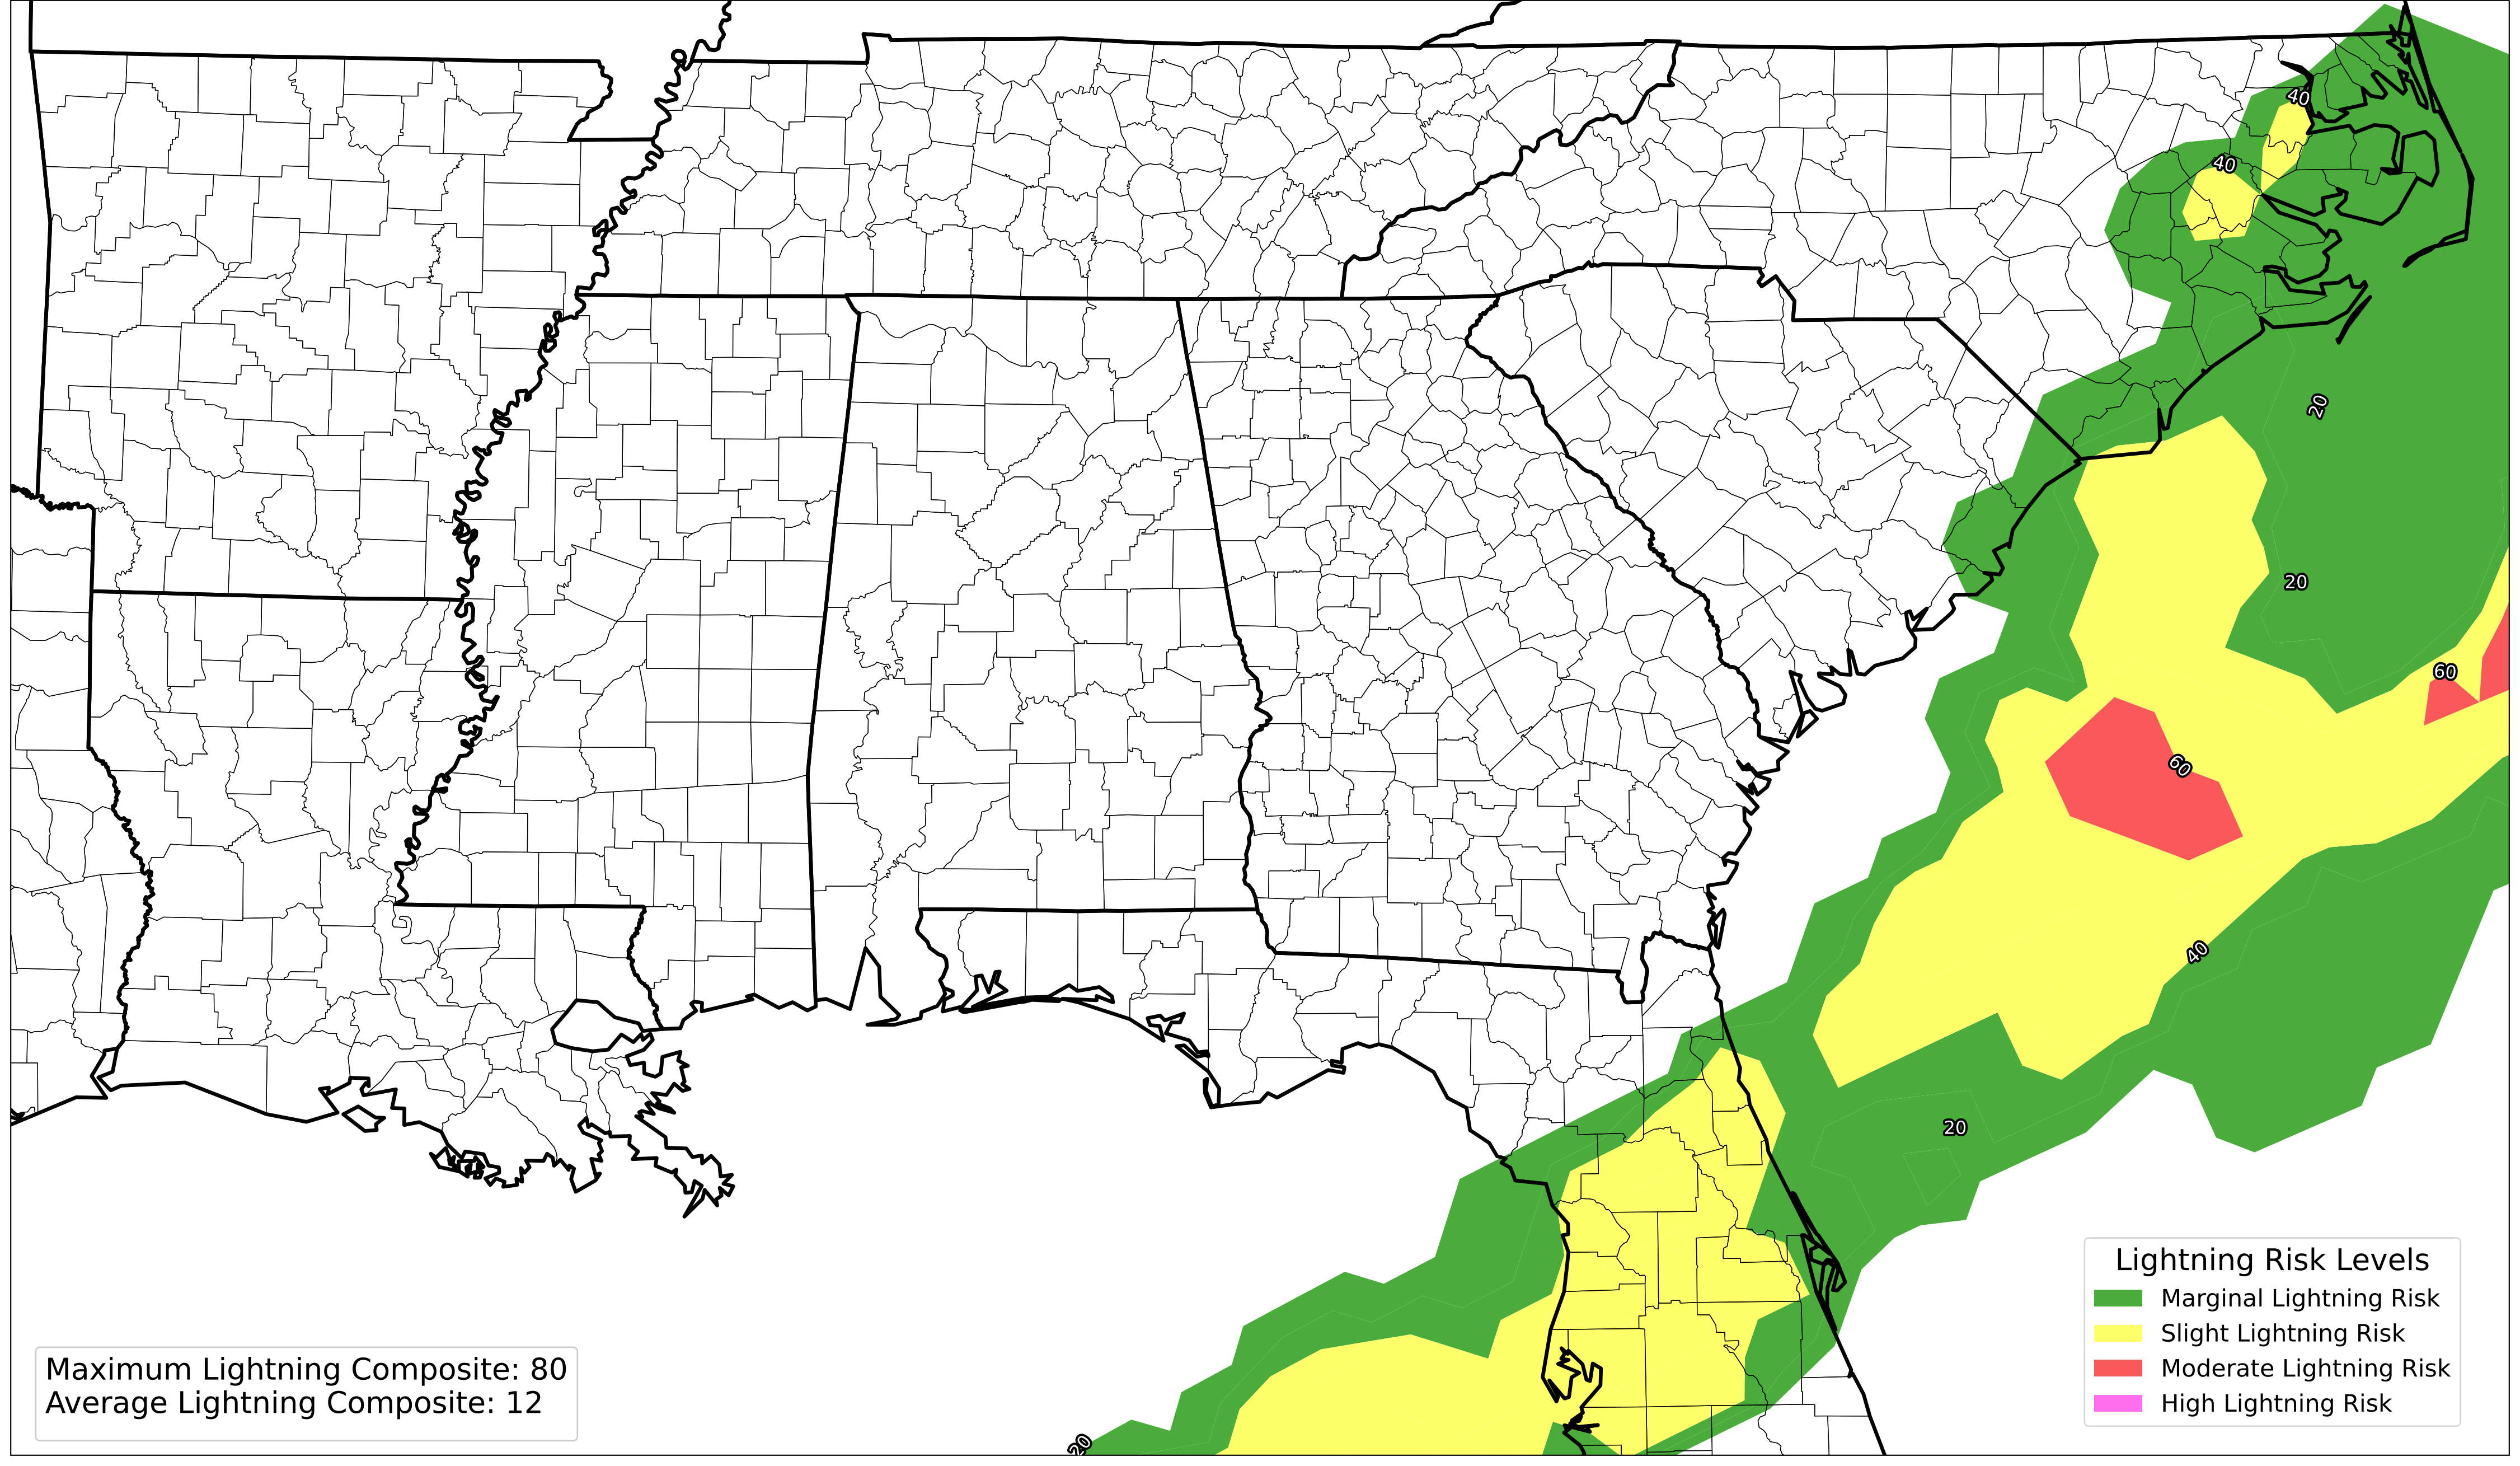 40
40
20
20
60
60
40
20
20
Lightning Risk Levels
Marginal Lightning Risk
Slight Lightning Risk
Moderate Lightning Risk
High Lightning Risk
Maximum Lightning Composite: 80
Average Lightning Composite: 12